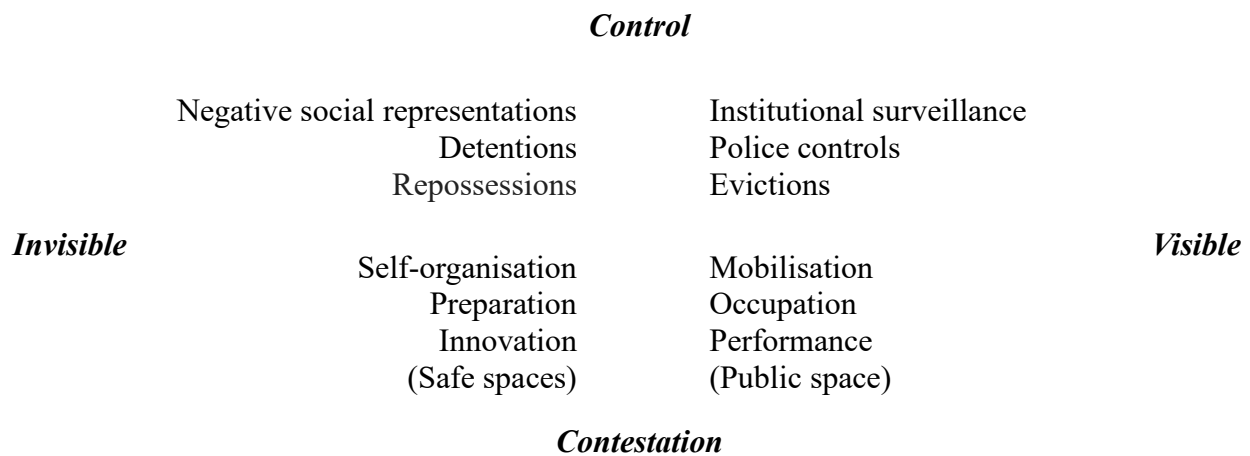 Control
Negative social representations Institutional surveillance
Detentions Police controls
Repossessions Evictions
Invisible Visible
Self-organisation Mobilisation
Preparation Occupation
Innovation Performance
(Safe spaces) (Public space)
Contestation